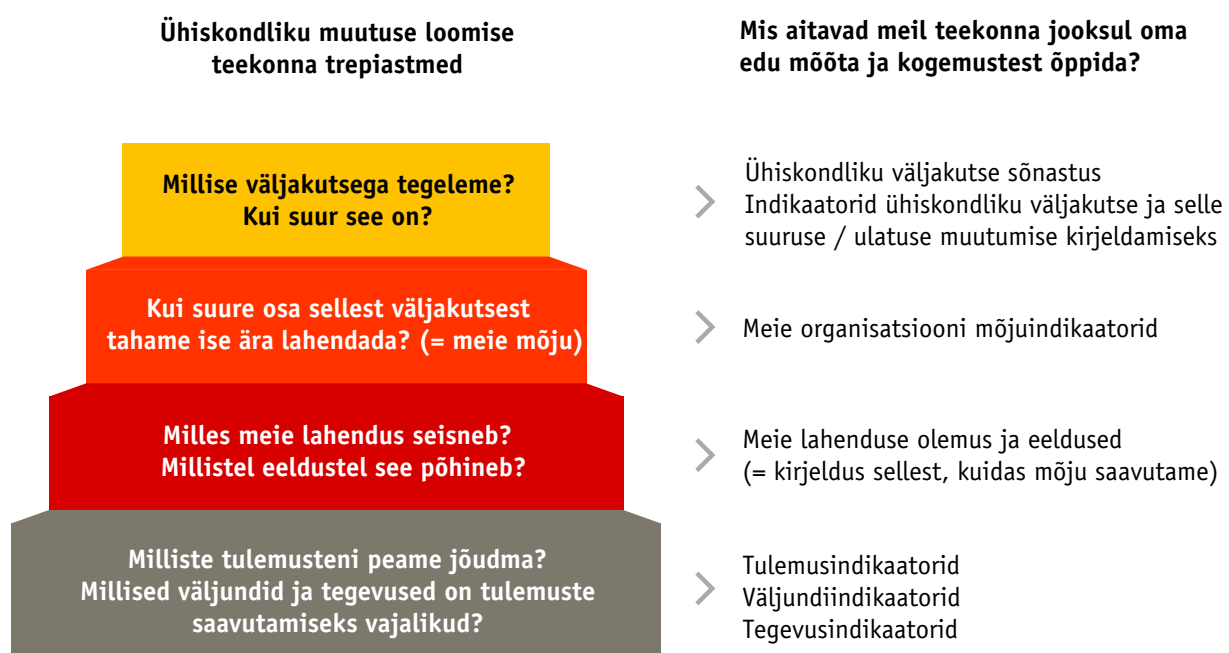 Ühiskondliku muutuse loomise
teekonna trepiastmed
Mis aitavad meil teekonna jooksul oma
edu mõõta ja kogemustest õppida?
Millise väljakutsega tegeleme?
Kui suur see on?
Ühiskondliku väljakutse sõnastus
Indikaatorid ühiskondliku väljakutse ja selle
suuruse / ulatuse muutumise kirjeldamiseks
Kui suure osa sellest väljakutsest
tahame ise ära lahendada? (= meie mõju)
Meie organisatsiooni mõjuindikaatorid
Milles meie lahendus seisneb?
Millistel eeldustel see põhineb?
Meie lahenduse olemus ja eeldused
(= kirjeldus sellest, kuidas mõju saavutame)
Milliste tulemusteni peame jõudma?
Millised väljundid ja tegevused on tulemuste
saavutamiseks vajalikud?
Tulemusindikaatorid
Väljundiindikaatorid
Tegevusindikaatorid